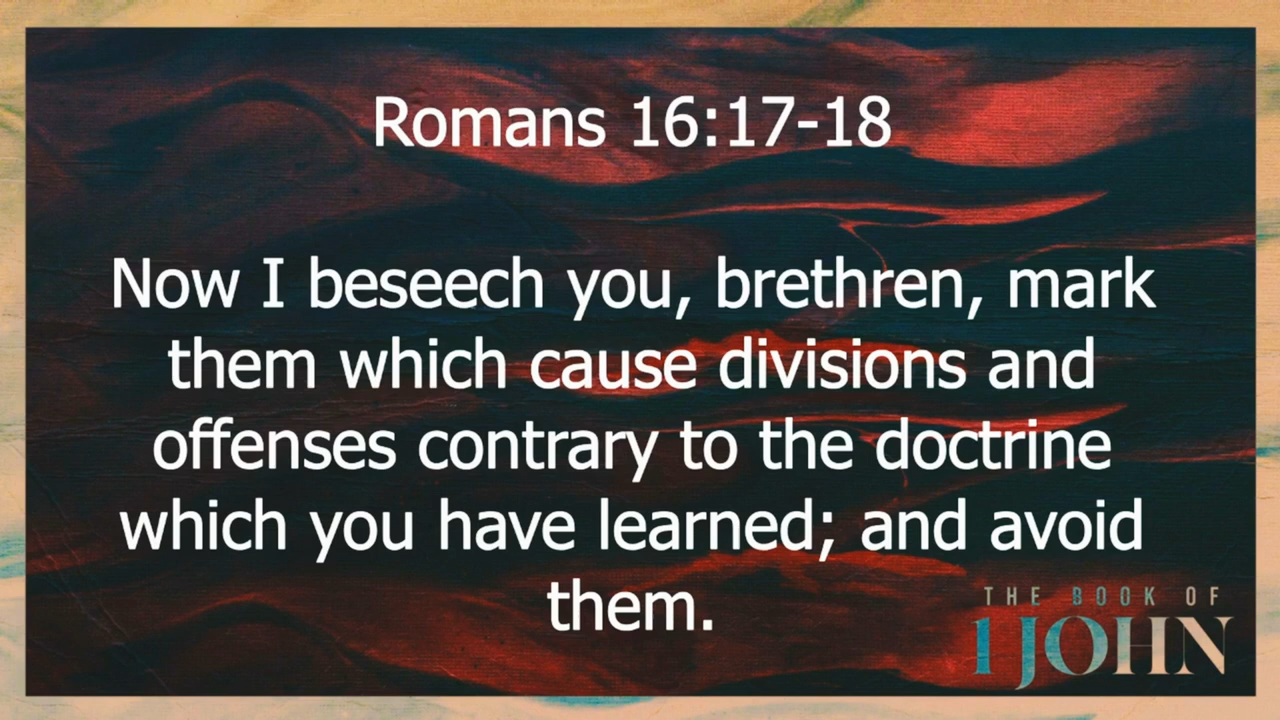 Romans 16:17-18
Now I beseech you, brethren, mark
them which cause divisions and
offenses contrary to the doctrine
which you have learned; and avoid
them.
THE BOOK OF
1 JOHN